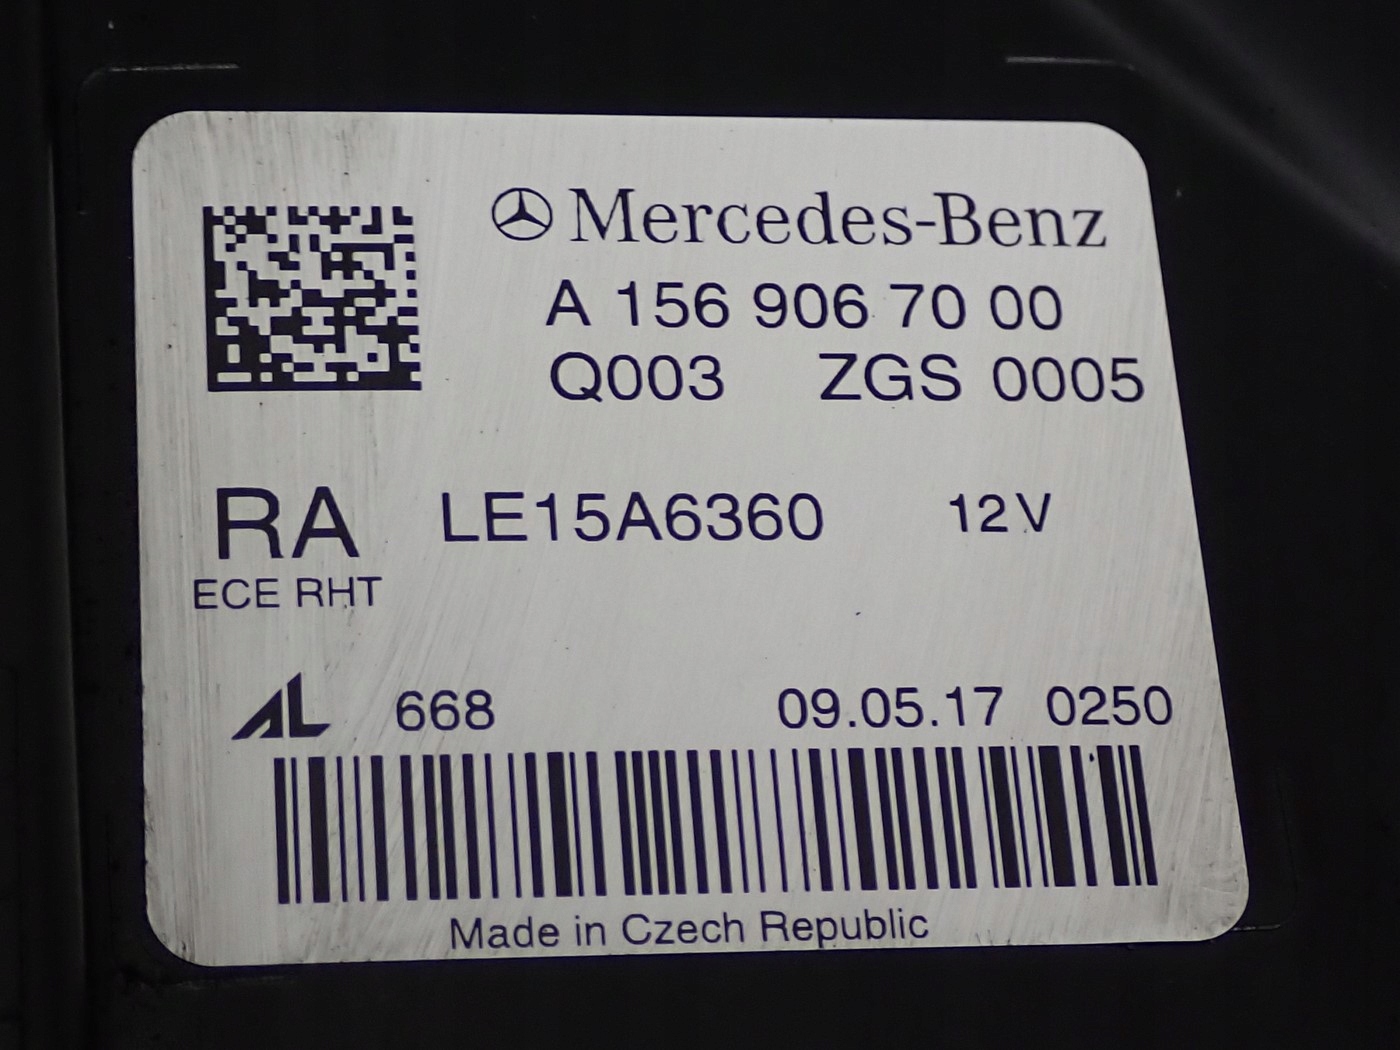 Mercedes-Benz
A 156 906 70 00
Q003 ZGS 0005
RA LE15A6360 12V
ECE RHT
AL 668 09.05.17 0250
Made in Czech Republic